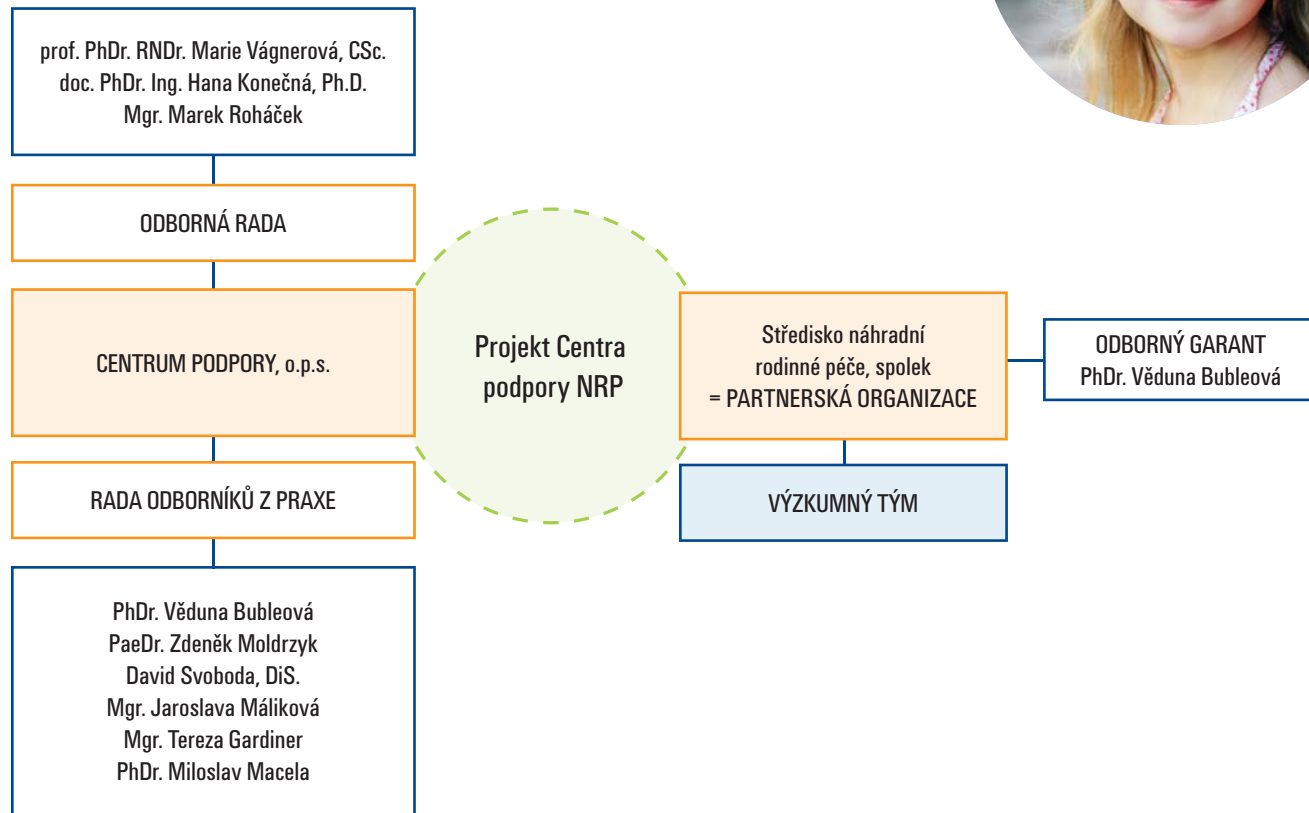 prof. PhDr. RNDr. Marie Vágnerová, CSc.
doc. PhDr. Ing. Hana Konečná, Ph.D.
Mgr. Marek Roháček
ODBORNÁ RADA
CENTRUM PODPORY, o.p.s.
RADA ODBORNÍKŮ Z PRAXE
PhDr. Věduna Bubleová
PaeDr. Zdeněk Moldrzyk
David Svoboda, DiS.
Mgr. Jaroslava Máliková
Mgr. Tereza Gardiner
PhDr. Miloslav Macela
Projekt Centra
podpory NRP
Středisko náhradní
rodinné péče, spolek
= PARTNERSKÁ ORGANIZACE
VÝZKUMNÝ TÝM
ODBORNÝ GARANT
PhDr. Věduna Bubleová